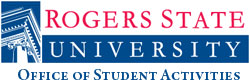 ROGERS STATE
UNIVERSITY
OFFICE OF STUDENT ACTIVITIES